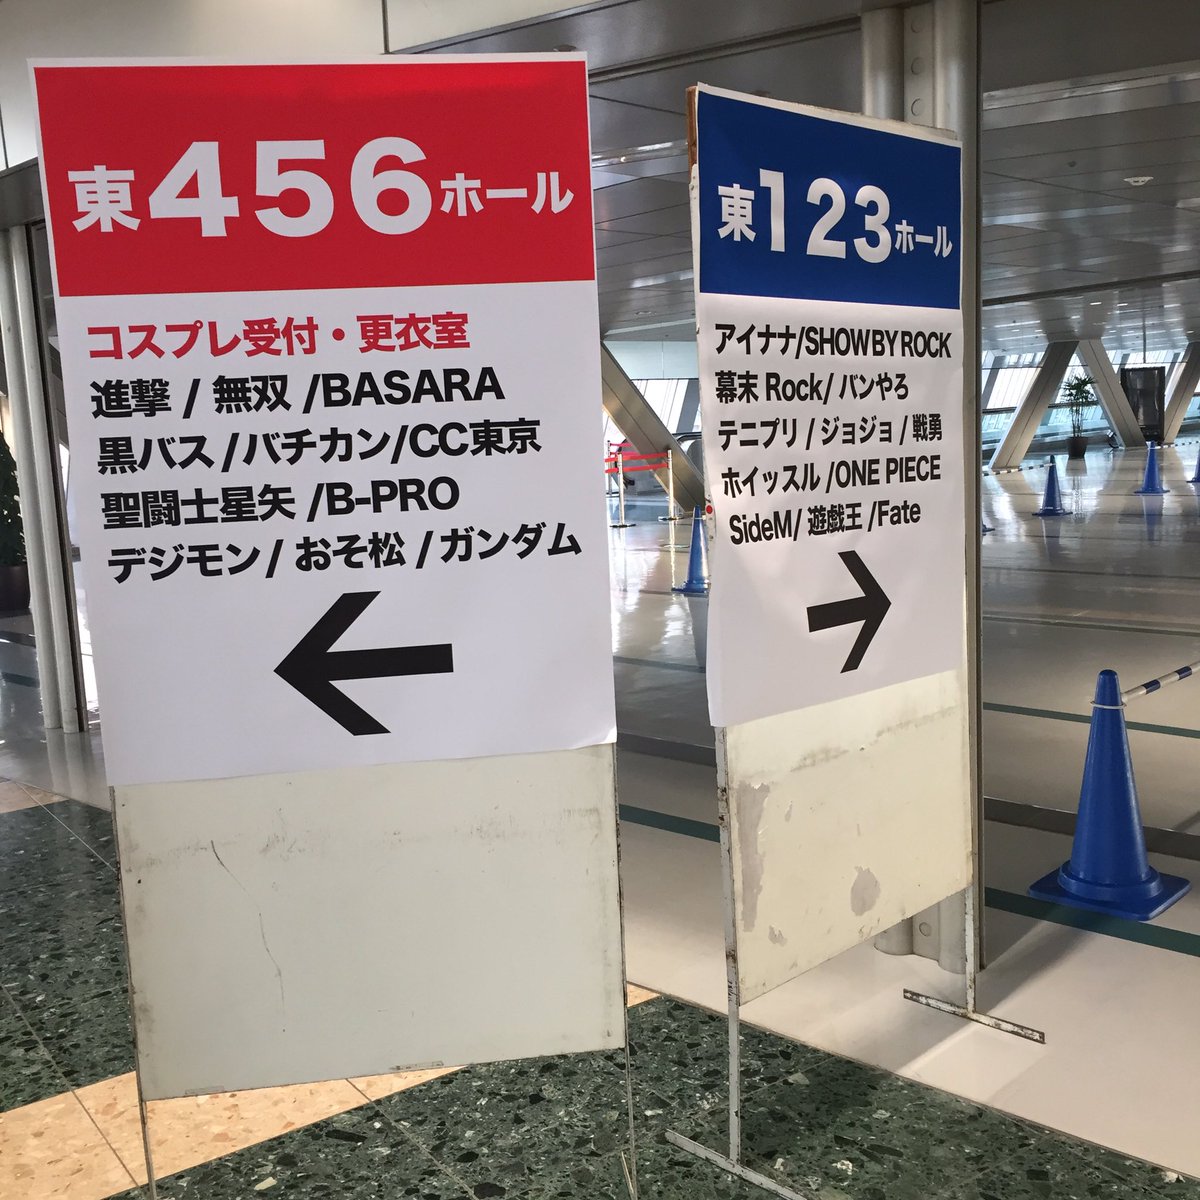 東456ホール
コスプレ受付・更衣室
進撃 / 無双 /BASARA
黒バス/バチカン/CC東京
聖闘士星矢 /B-PRO
デジモン/ おそ松 /ガンダム
東123ホール
アイナナ/SHOW BY ROCK
幕末 Rock/ バンやろ
テニプリ / ジョジョ / 戦勇
ホイッスル /ONE PIECE
SideM/ 遊戯王 /Fate